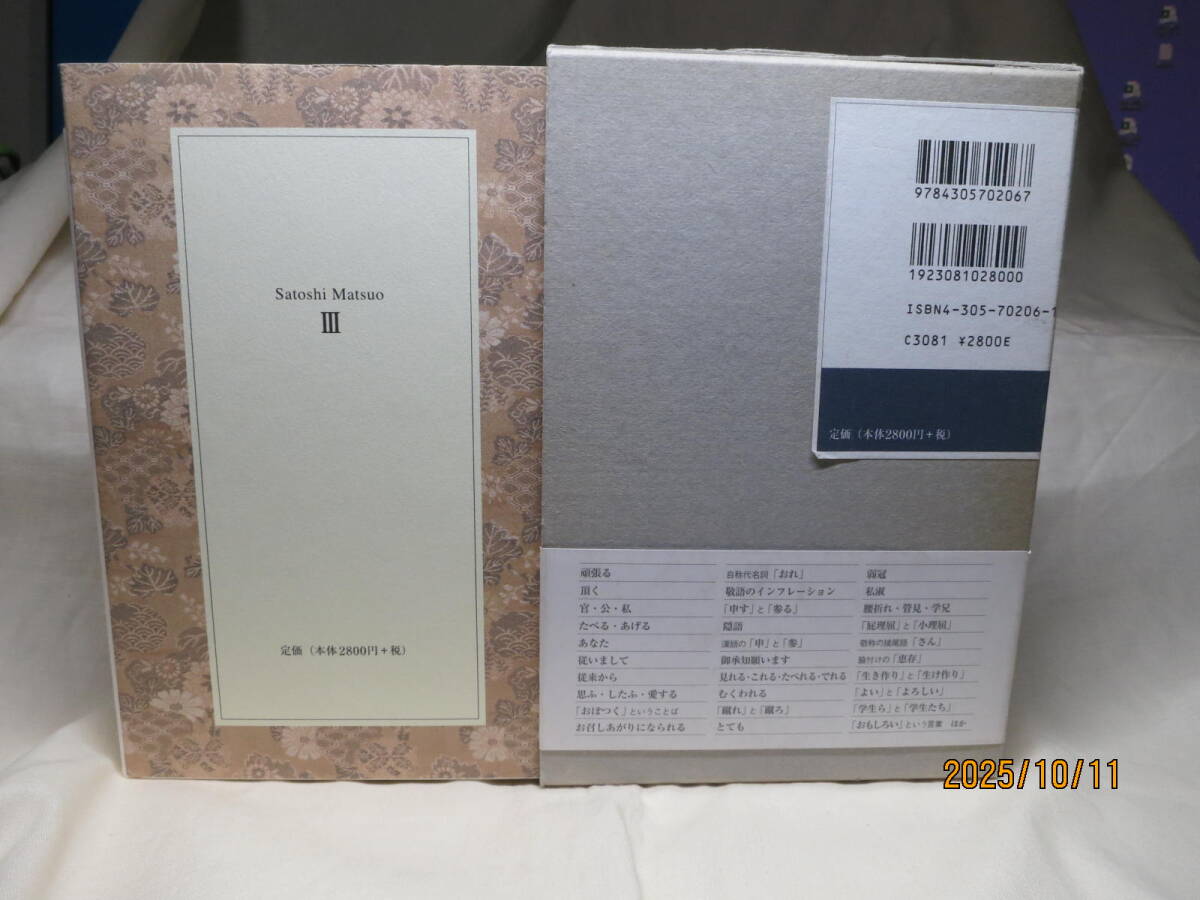 Satoshi Matsuo
III
定価（本体2800円＋税）
9784305702067
1923081028000
ISBN4-305-70206-1
C3081 ¥2800E
定価（本体2800円＋税）
頑張る
頂く
官・公・私
たべる・あげる
あなた
従いまして
従来から
思ふ・したふ・愛する
「おぼつく」ということば
お召しあがりになられる
自称代名詞「おれ」
敬語のインフレーション
「申す」と「参る」
隠語
漢語の「申」と「参」
御承知願います
見れる・これる・たべれる・でれる
むくわれる
「蹴れ」と「蹴ろ」
とても
弱冠
私淑
腰折れ・管見・学兄
「屁理屈」と「小理屈」
敬称の接尾語「さん」
脇付けの「恵存」
「生き作り」と「生け作り」
「よい」と「よろしい」
「学生ら」と「学生たち」
「おもしろい」という言葉 ほか
2025/10/11